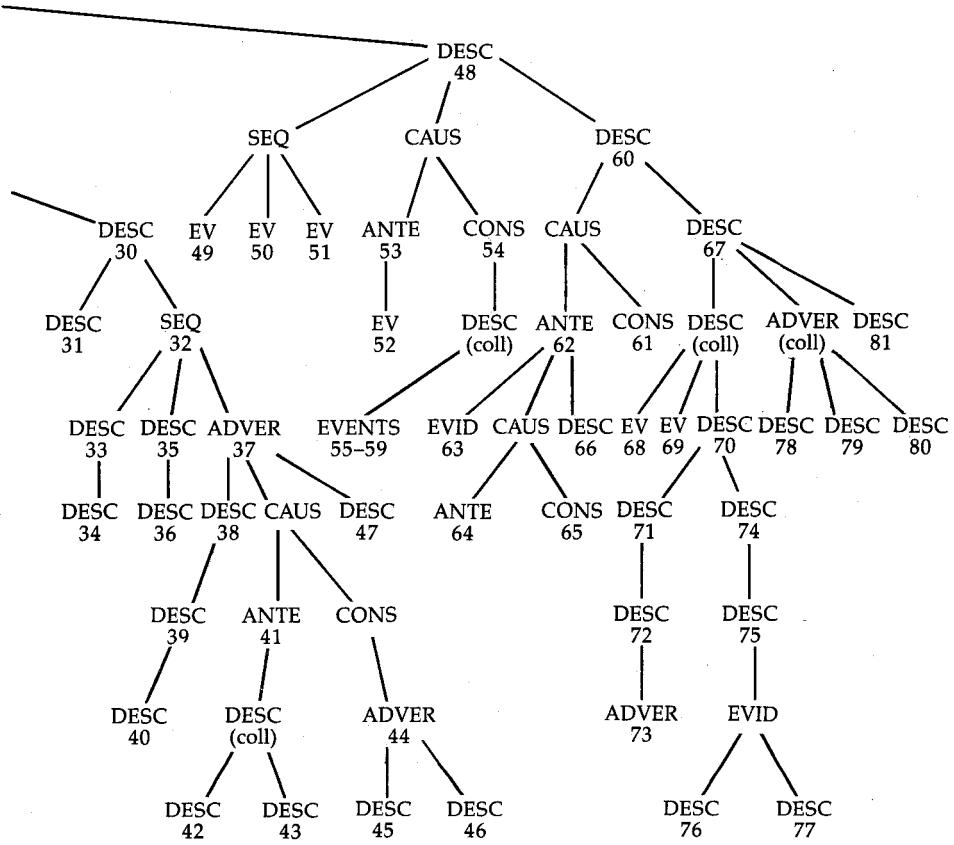 DESC
48
SEQ CAUS DESC
60
DESC EV EV EV ANTE CONS CAUS DESC
30 49 50 51 53 54 67
DESC SEQ EV DESC ANTE CONS DESC ADVER DESC
31 32 52 (coll) 62 61 (coll) (coll) 81
DESC DESC ADVER EVENTS EVID CAUS DESC EV EV DESC DESC DESC DESC
33 35 37 55–59 63 66 68 69 70 78 79 80
DESC DESC DESC CAUS DESC ANTE CONS DESC DESC
34 36 38 47 64 65 71 74
DESC ANTE CONS DESC DESC
39 41 72 75
DESC DESC ADVER ADVER EVID
40 (coll) 44 73
DESC DESC DESC DESC DESC DESC
42 43 45 46 76 77